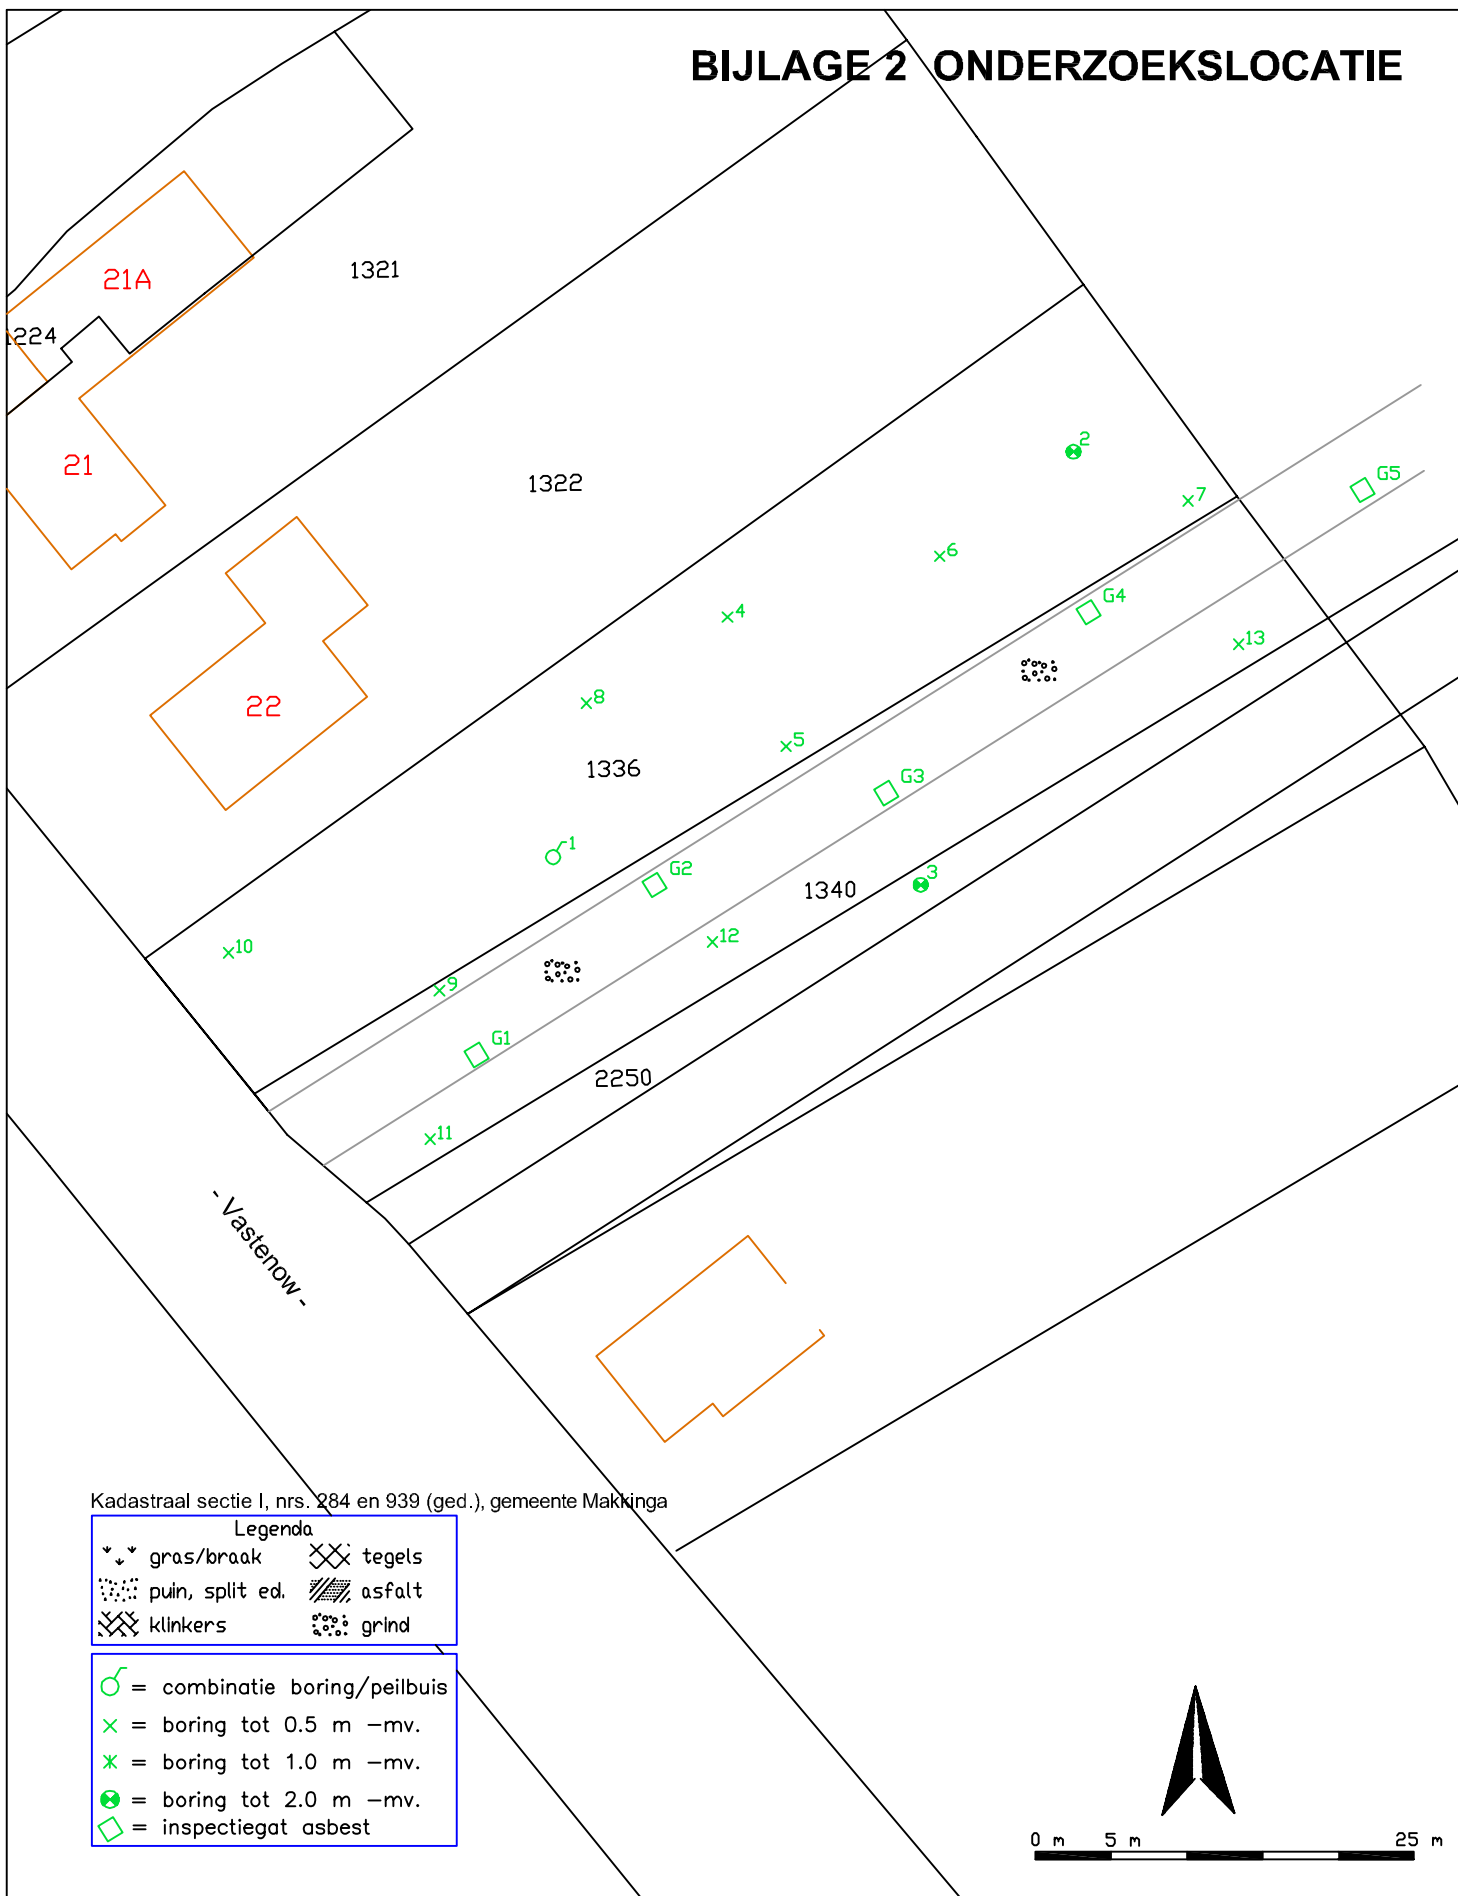 BIJLAGE 2 ONDERZOEKSLOCATIE
1321
21A
1224
21
1322
2
7
G5
6
G4
4
13
8
22
5
1336
G3
1
G2
3
1340
12
10
9
G1
2250
11
- Vastenow -
Kadastraal sectie I, nrs. 284 en 939 (ged.), gemeente Makkinga
Legenda
gras/braak tegels
puin, split ed. asfalt
klinkers grind
= combinatie boring/peilbuis
= boring tot 0.5 m -mv.
= boring tot 1.0 m -mv.
= boring tot 2.0 m -mv.
= inspectiegat asbest
0 m 5 m 25 m